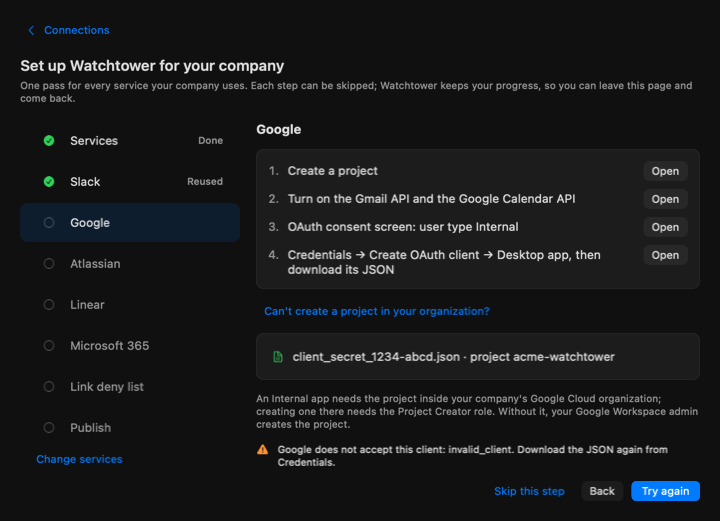 Connections
Set up Watchtower for your company
One pass for every service your company uses. Each step can be skipped; Watchtower keeps your progress, so you can leave this page and
come back.
Services
Done
Slack
Reused
Google
Atlassian
Linear
Microsoft 365
Link deny list
Publish
Change services
Google
1. Create a project
Open
2. Turn on the Gmail API and the Google Calendar API
Open
3. OAuth consent screen: user type Internal
Open
4. Credentials → Create OAuth client → Desktop app, then
download its JSON
Open
Can't create a project in your organization?
client_secret_1234-abcd.json · project acme-watchtower
An Internal app needs the project inside your company's Google Cloud organization;
creating one there needs the Project Creator role. Without it, your Google Workspace admin
creates the project.
Google does not accept this client: invalid_client. Download the JSON again from
Credentials.
Skip this step
Back
Try again